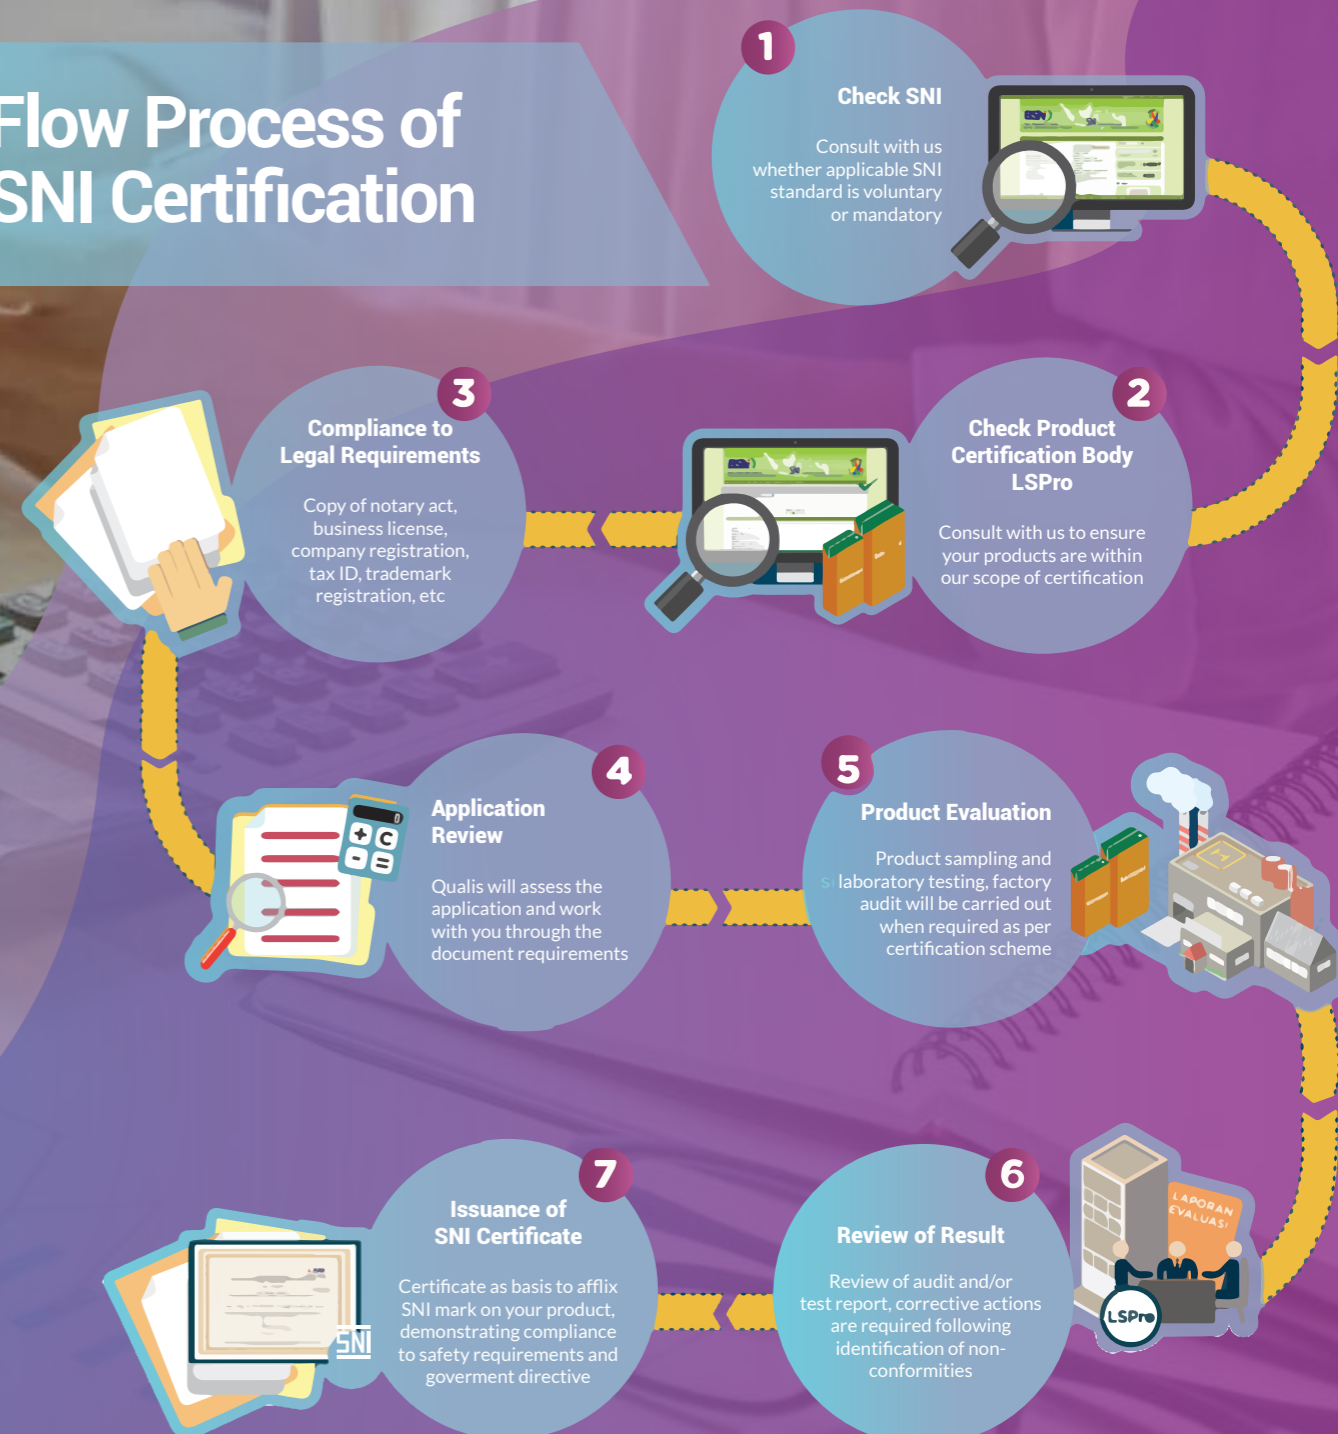 Flow Process of
SNI Certification
1
Check SNI
Consult with us
whether applicable SNI
standard is voluntary
or mandatory
2
Check Product
Certification Body
LSPro
Consult with us to ensure
your products are within
our scope of certification
3
Compliance to
Legal Requirements
Copy of notary act,
business license,
company registration,
tax ID, trademark
registration, etc
4
Application
Review
Qualis will assess the
application and work
with you through the
document requirements
5
Product Evaluation
Product sampling and
laboratory testing, factory
audit will be carried out
when required as per
certification scheme
6
Review of Result
Review of audit and/or
test report, corrective actions
are required following
identification of non-
conformities
LAPORAN
EVALUASI
LSPro
7
Issuance of
SNI Certificate
Certificate as basis to afflix
SNI mark on your product,
demonstrating compliance
to safety requirements and
goverment directive
SNI